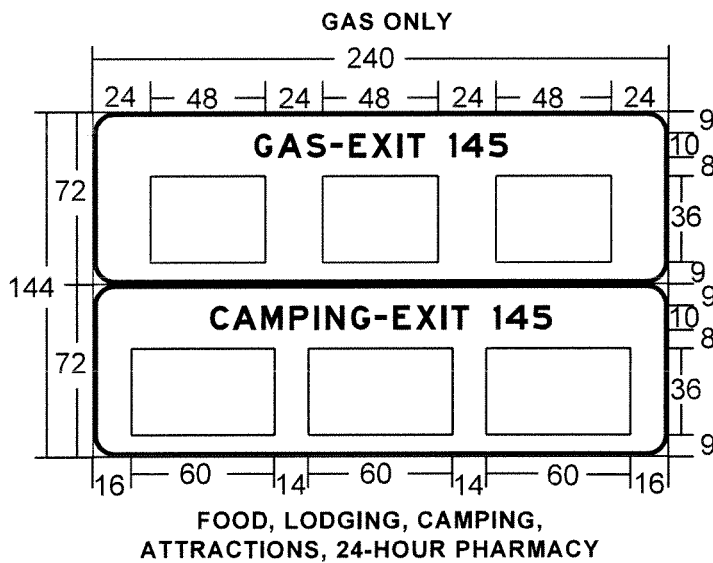 GAS ONLY
240
24 48 24 48 24 48 24
9
GAS-EXIT 145
10
8
72
36
9
144
9
CAMPING-EXIT 145
10
8
72
36
9
16 60 14 60 14 60 16
FOOD, LODGING, CAMPING,
ATTRACTIONS, 24-HOUR PHARMACY